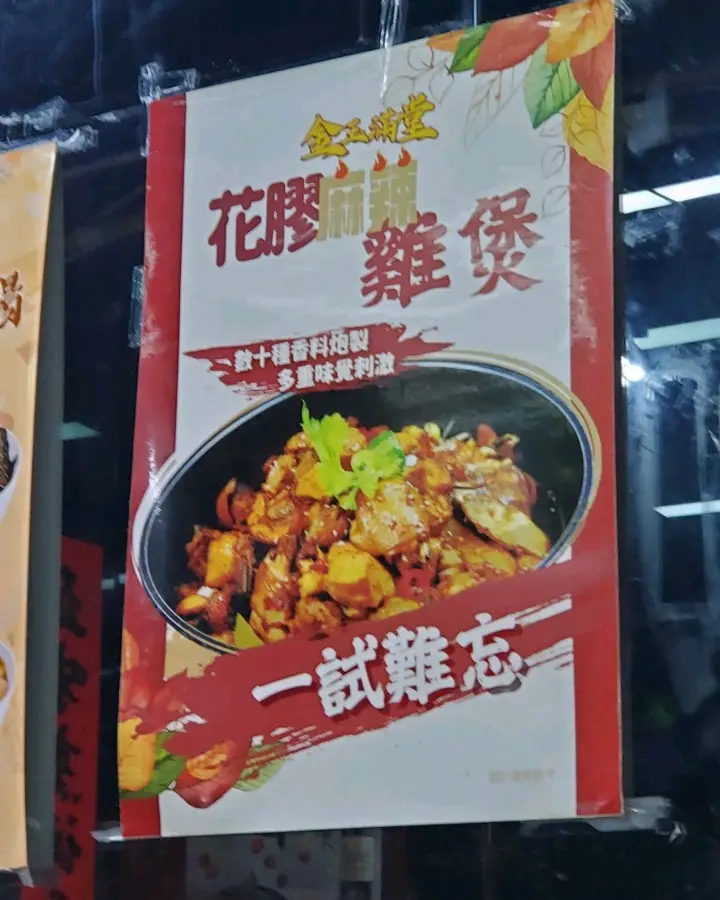 金玉滿堂
花膠麻辣
雞煲
數十種香料炮製
多重味覺刺激
一試難忘